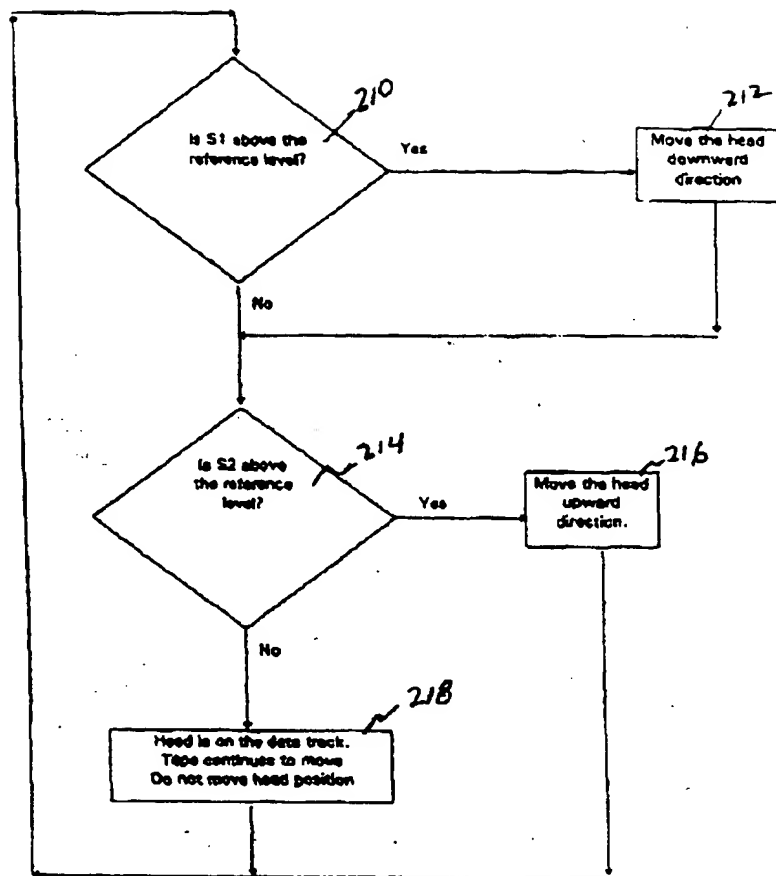 210
Is S1 above the
reference level?
Yes
212
Move the head
downward
direction
No
214
Is S2 above
the reference
level?
Yes
216
Move the head
upward
direction.
No
218
Head is on the data track.
Tape continues to move
Do not move head position